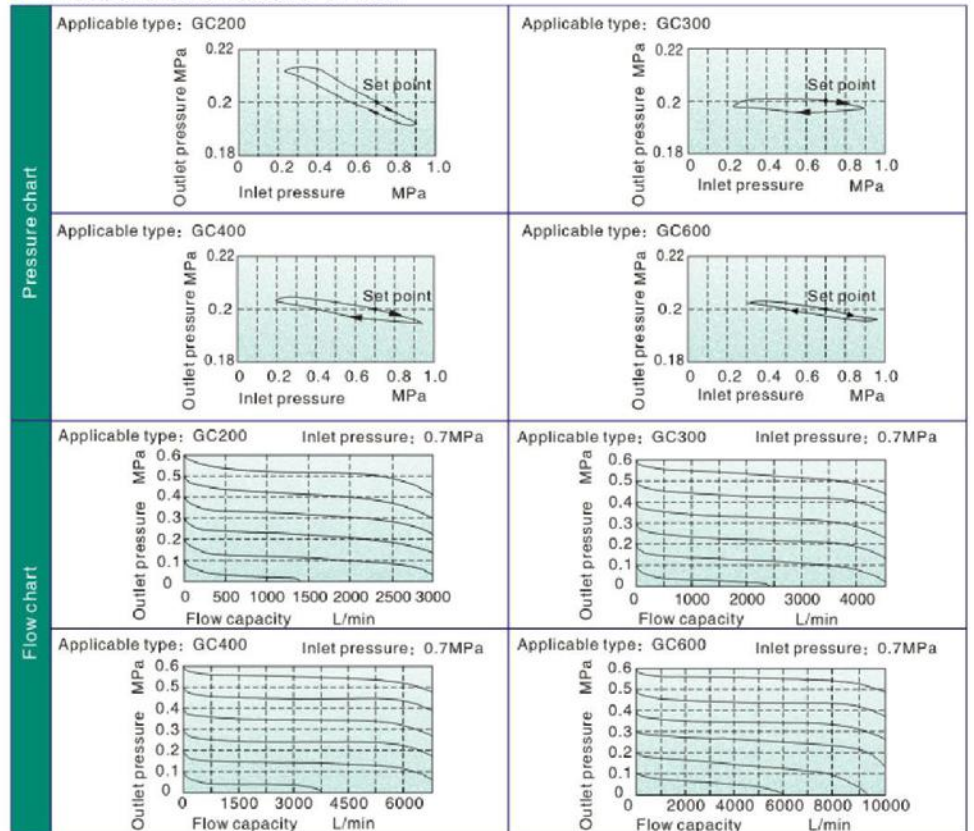 Pressure chart
Applicable type: GC200
Outlet pressure MPa
0.22
0.2
0.18
Set point
0 0.2 0.4 0.6 0.8 1.0
Inlet pressure MPa
Applicable type: GC300
Outlet pressure MPa
0.22
0.2
0.18
Set point
0 0.2 0.4 0.6 0.8 1.0
Inlet pressure MPa
Applicable type: GC400
Outlet pressure MPa
0.22
0.2
0.18
Set point
0 0.2 0.4 0.6 0.8 1.0
Inlet pressure MPa
Applicable type: GC600
Outlet pressure MPa
0.22
0.2
0.18
Set point
0 0.2 0.4 0.6 0.8 1.0
Inlet pressure MPa
Flow chart
Applicable type: GC200 Inlet pressure: 0.7MPa
Outlet pressure MPa
0.6
0.5
0.4
0.3
0.2
0.1
0
0 500 1000 1500 2000 2500 3000
Flow capacity L/min
Applicable type: GC300 Inlet pressure: 0.7MPa
Outlet pressure MPa
0.6
0.5
0.4
0.3
0.2
0.1
0
0 1000 2000 3000 4000
Flow capacity L/min
Applicable type: GC400 Inlet pressure: 0.7MPa
Outlet pressure MPa
0.6
0.5
0.4
0.3
0.2
0.1
0
0 1500 3000 4500 6000
Flow capacity L/min
Applicable type: GC600 Inlet pressure: 0.7MPa
Outlet pressure MPa
0.6
0.5
0.4
0.3
0.2
0.1
0
0 2000 4000 6000 8000 10000
Flow capacity L/min